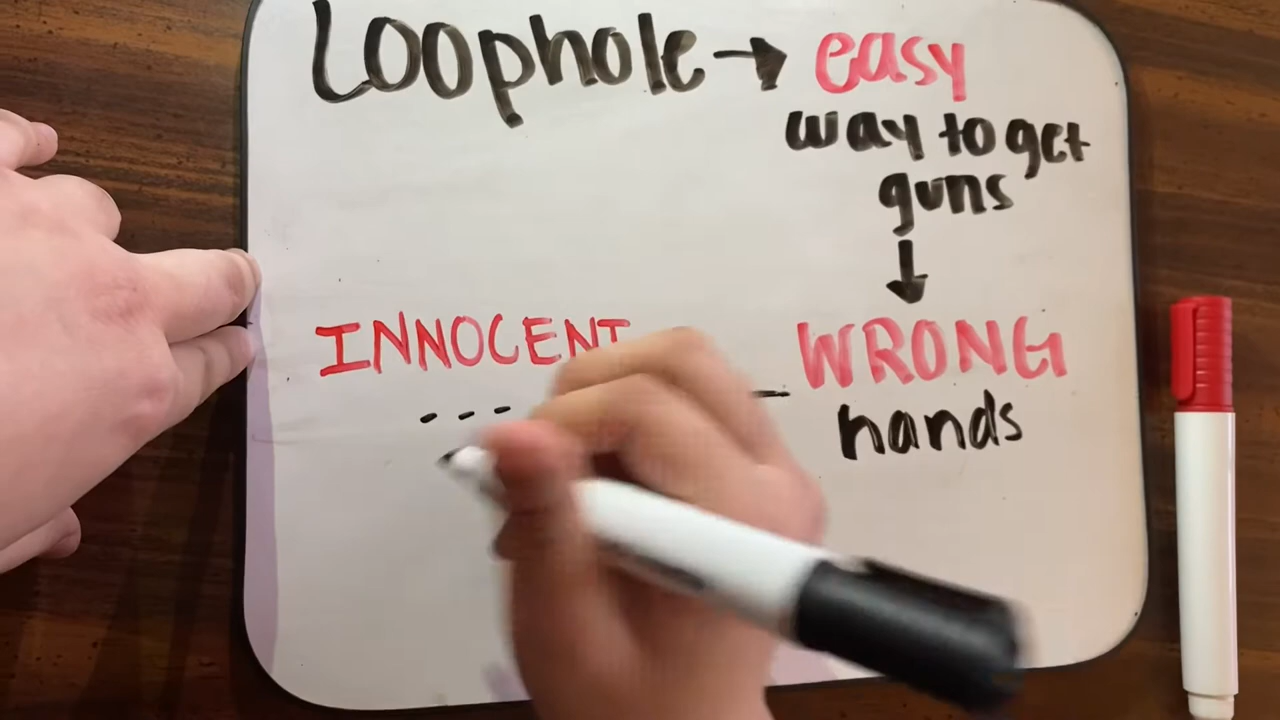 Loophole → easy
way to get
guns
↓
INNOCENT WRONG
hands